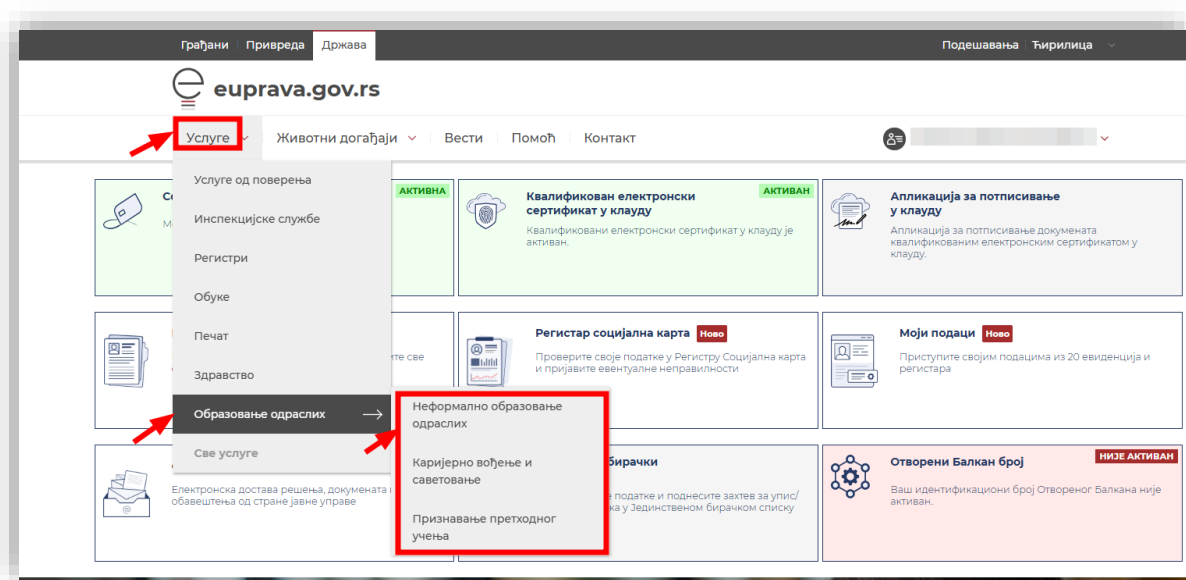 Грађани Привреда Држава
Подешавања Ћирилица
euprava.gov.rs
Услуге Животни догађаји Вести Помоћ Контакт
Услуге од поверења
Инспекцијске службе
Регистри
Обуке
Печат
Здравство
Образовање одраслих
Све услуге
Неформално образовање
одраслих
Каријерно вођење и
саветовање
Признавање претходног
учења
АКТИВНА
Квалификован електронски
сертификат у клауду
АКТИВАН
Квалификовани електронски сертификат у клауду је
активан.
Апликација за потписивање
у клауду
Апликација за потписивање докумената
квалификованим електронским сертификатом у
клауду.
те све
Регистар социјална карта Ново
Проверите своје податке у Регистру Социјална карта
и пријавите евентуалне неправилности
Моји подаци Ново
Приступите својим подацима из 20 евиденција и
регистара
Електронска достава решења, докумената
обавештења од стране јавне управе
бирачки
податке и поднесите захтев за упис/
у Јединственом бирачком списку
Отворени Балкан број
НИЈЕ АКТИВАН
Ваш идентификациони број Отвореног Балкана није
активан.